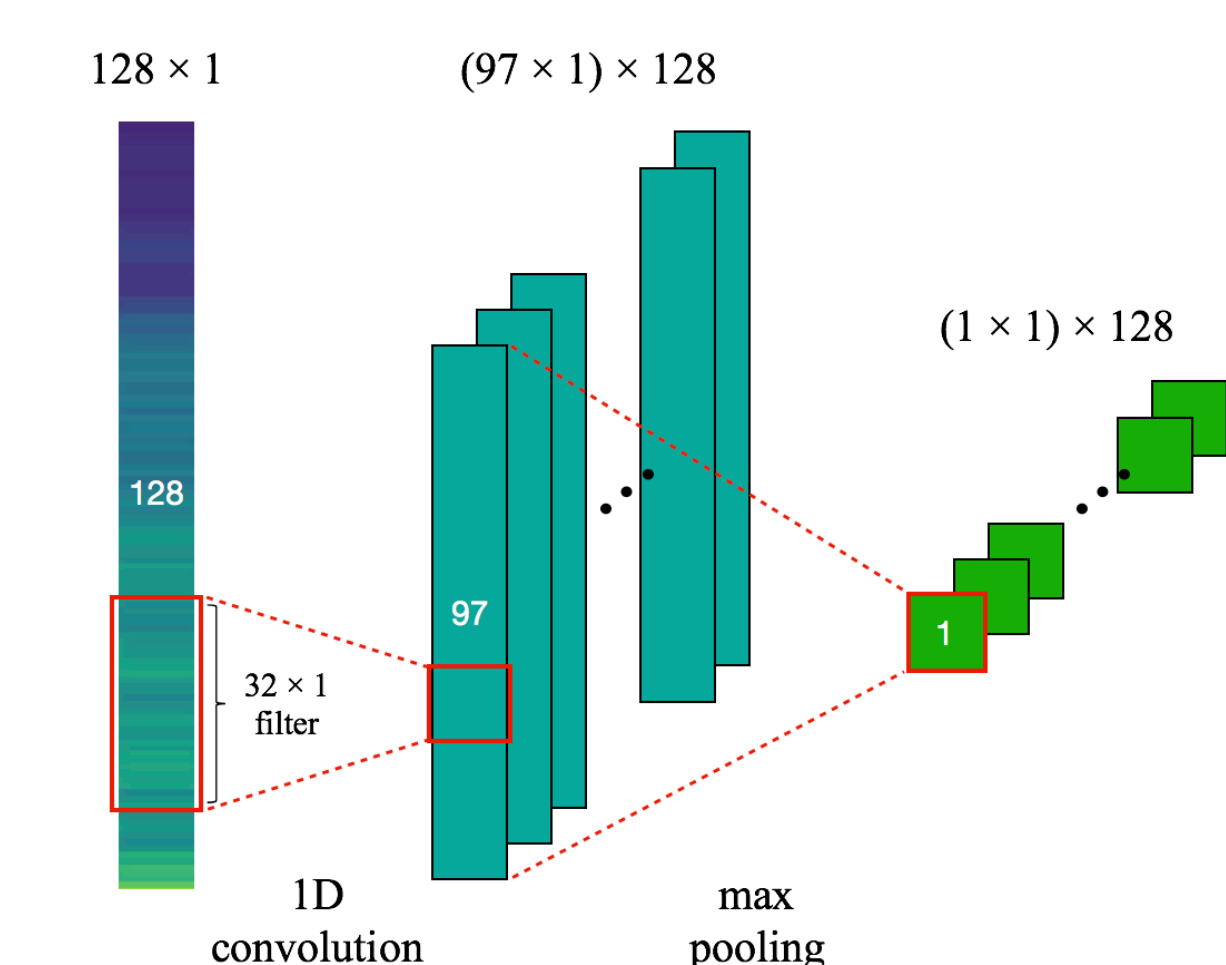 128 × 1
(97 × 1) × 128
(1 × 1) × 128
128
97
1
32 × 1
filter
1D
convolution
max
pooling